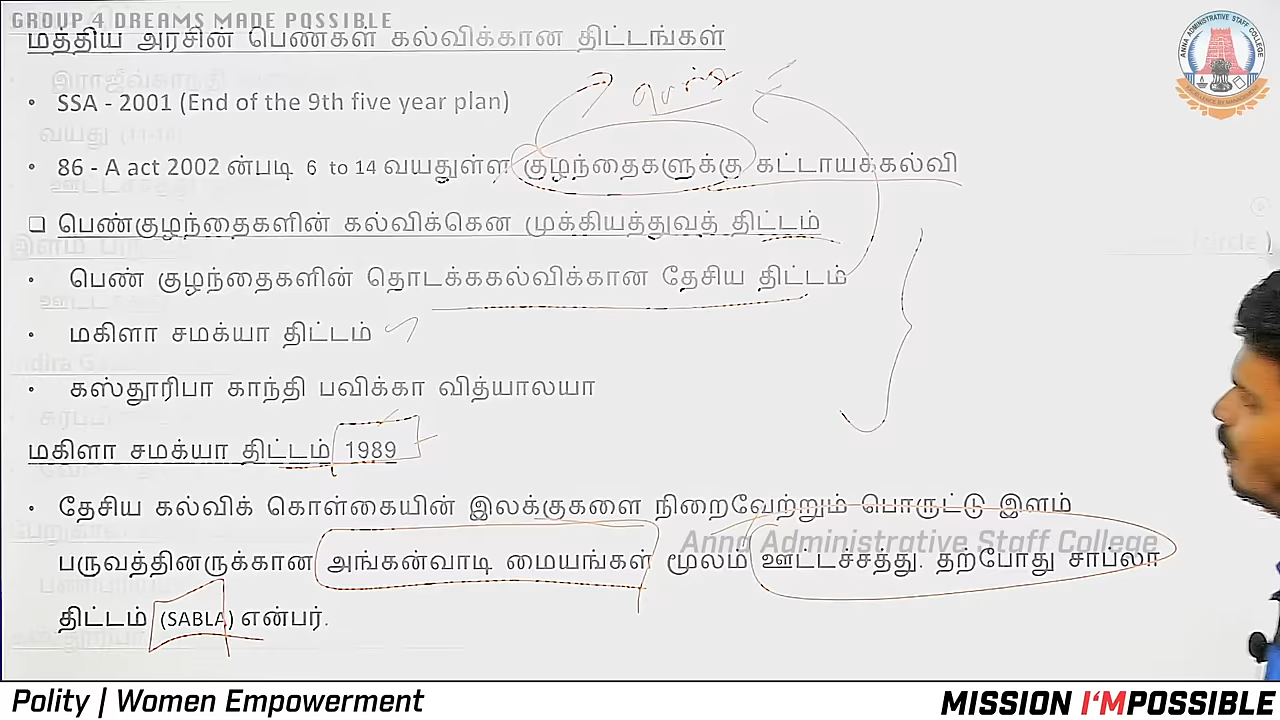 GROUP 4 DREAMS MADE POSSIBLE
மத்திய அரசின் பெண்கள் கல்விக்கான திட்டங்கள்
• SSA - 2001 (End of the 9th five year plan)
• 86 - A act 2002 ன்படி 6 to 14 வயதுள்ள குழந்தைகளுக்கு கட்டாயக்கல்வி
❑ பெண்குழந்தைகளின் கல்விக்கென முக்கியத்துவத் திட்டம்
• பெண் குழந்தைகளின் தொடக்ககல்விக்கான தேசிய திட்டம்
• மகிளா சமக்யா திட்டம்
• கஸ்தூரிபா காந்தி பவிக்கா வித்யாலயா
மகிளா சமக்யா திட்டம் 1989
• தேசிய கல்விக் கொள்கையின் இலக்குகளை நிறைவேற்றும் பொருட்டு இளம்
பருவத்தினருக்கான அங்கன்வாடி மையங்கள் மூலம் ஊட்டச்சத்து. தற்போது சாப்லா
திட்டம் (SABLA) என்பர்.
Anna Administrative Staff College
ANNA ADMINISTRATIVE STAFF COLLEGE
Polity | Women Empowerment
MISSION I'MPOSSIBLE